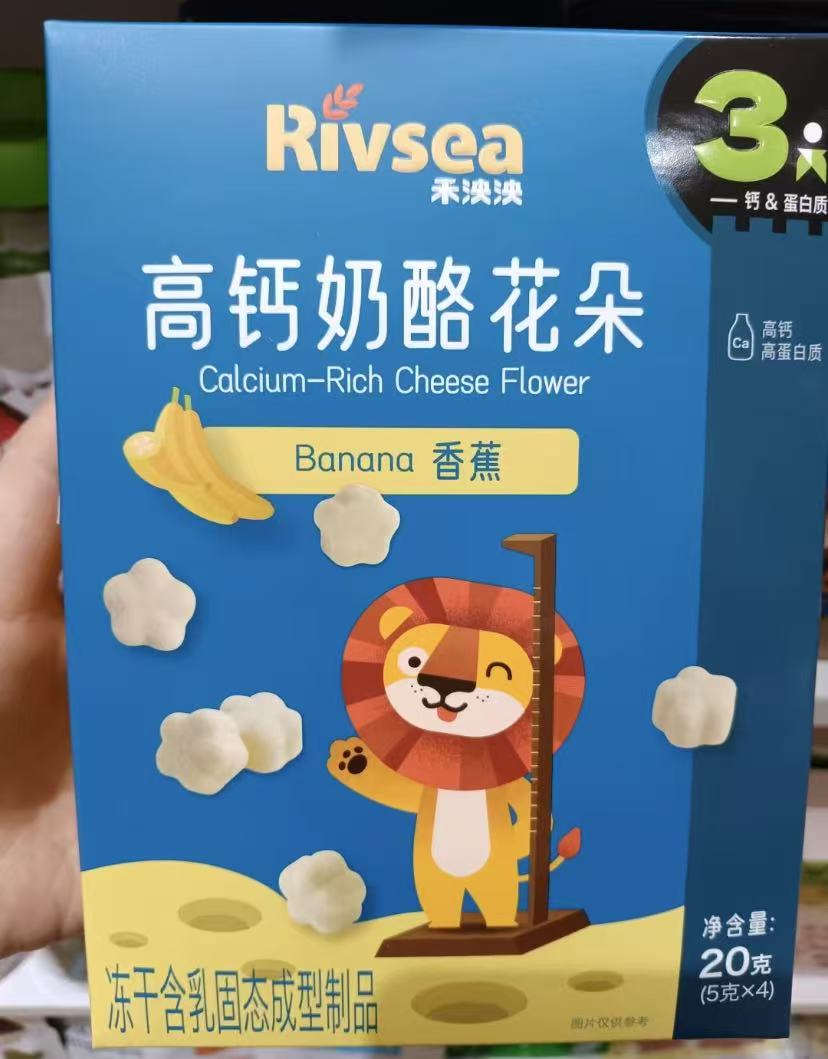 Rivsea
禾泱泱
3
钙 & 蛋白质
高钙奶酪花朵
Calcium-Rich Cheese Flower
Ca
高钙
高蛋白质
Banana 香蕉
净含量:
20克
(5克×4)
冻干含乳固态成型制品
图片仅供参考